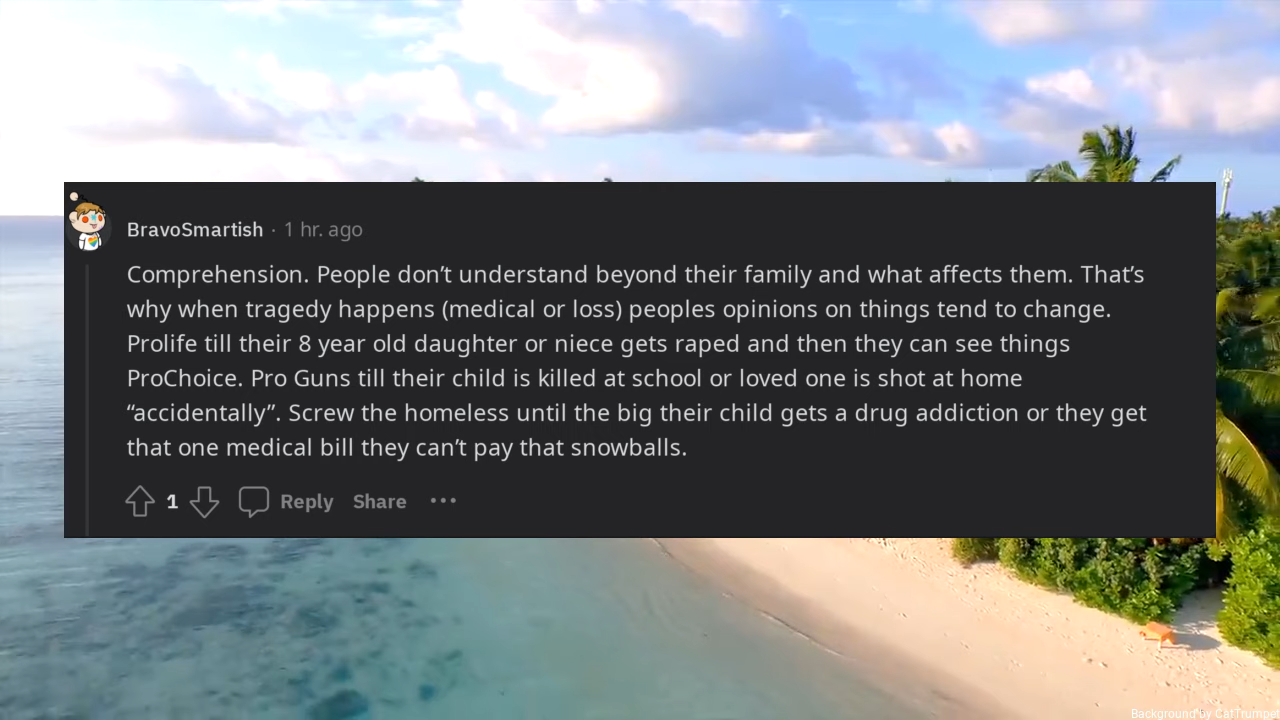 BravoSmartish · 1 hr. ago
Comprehension. People don’t understand beyond their family and what affects them. That’s
why when tragedy happens (medical or loss) peoples opinions on things tend to change.
Prolife till their 8 year old daughter or niece gets raped and then they can see things
ProChoice. Pro Guns till their child is killed at school or loved one is shot at home
“accidentally”. Screw the homeless until the big their child gets a drug addiction or they get
that one medical bill they can’t pay that snowballs.
1 Reply Share ···
Background by CatTrumpet